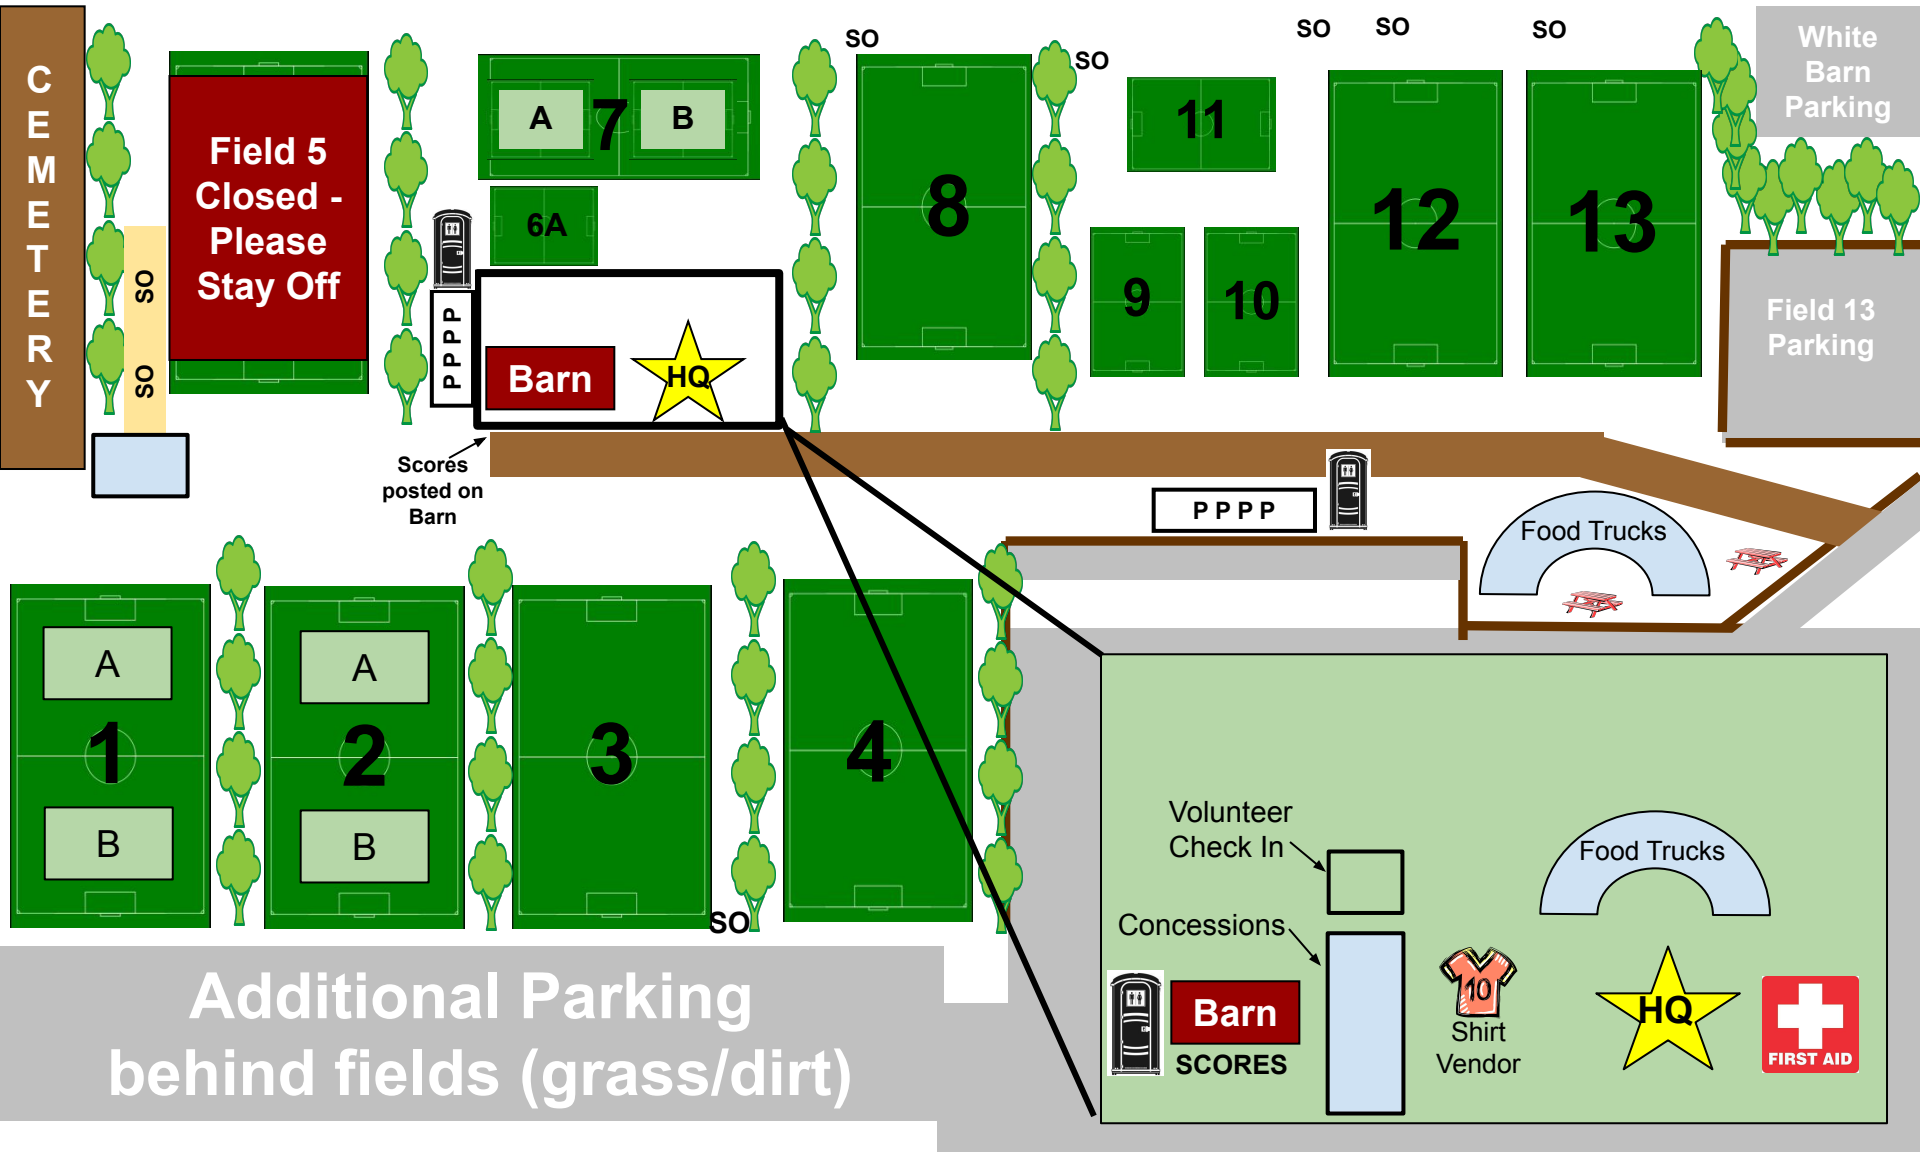 C
E
M
E
T
E
R
Y
SO
SO
Field 5
Closed -
Please
Stay Off
A
7
B
6A
P P P P
Barn
HQ
Scores
posted on
Barn
SO
8
SO
11
9
10
SO
SO
SO
12
13
White
Barn
Parking
Field 13
Parking
P P P P
Food Trucks
A
1
B
A
2
B
3
SO
4
Additional Parking
behind fields (grass/dirt)
Volunteer
Check In
Concessions
Barn
SCORES
10
Shirt
Vendor
Food Trucks
HQ
FIRST AID